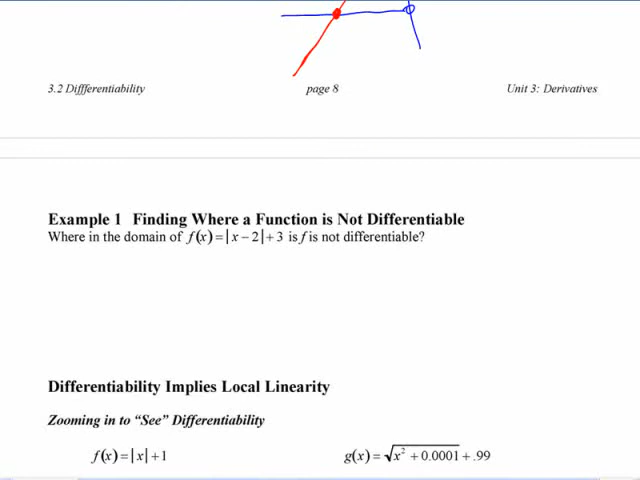 3.2 Diffferentiability page 8 Unit 3: Derivatives
Example 1 Finding Where a Function is Not Differentiable
Where in the domain of f(x)=|x−2|+3 is f is not differentiable?
Differentiability Implies Local Linearity
Zooming in to “See” Differentiability
f(x)=|x|+1 g(x)=√(x²+0.0001)+.99